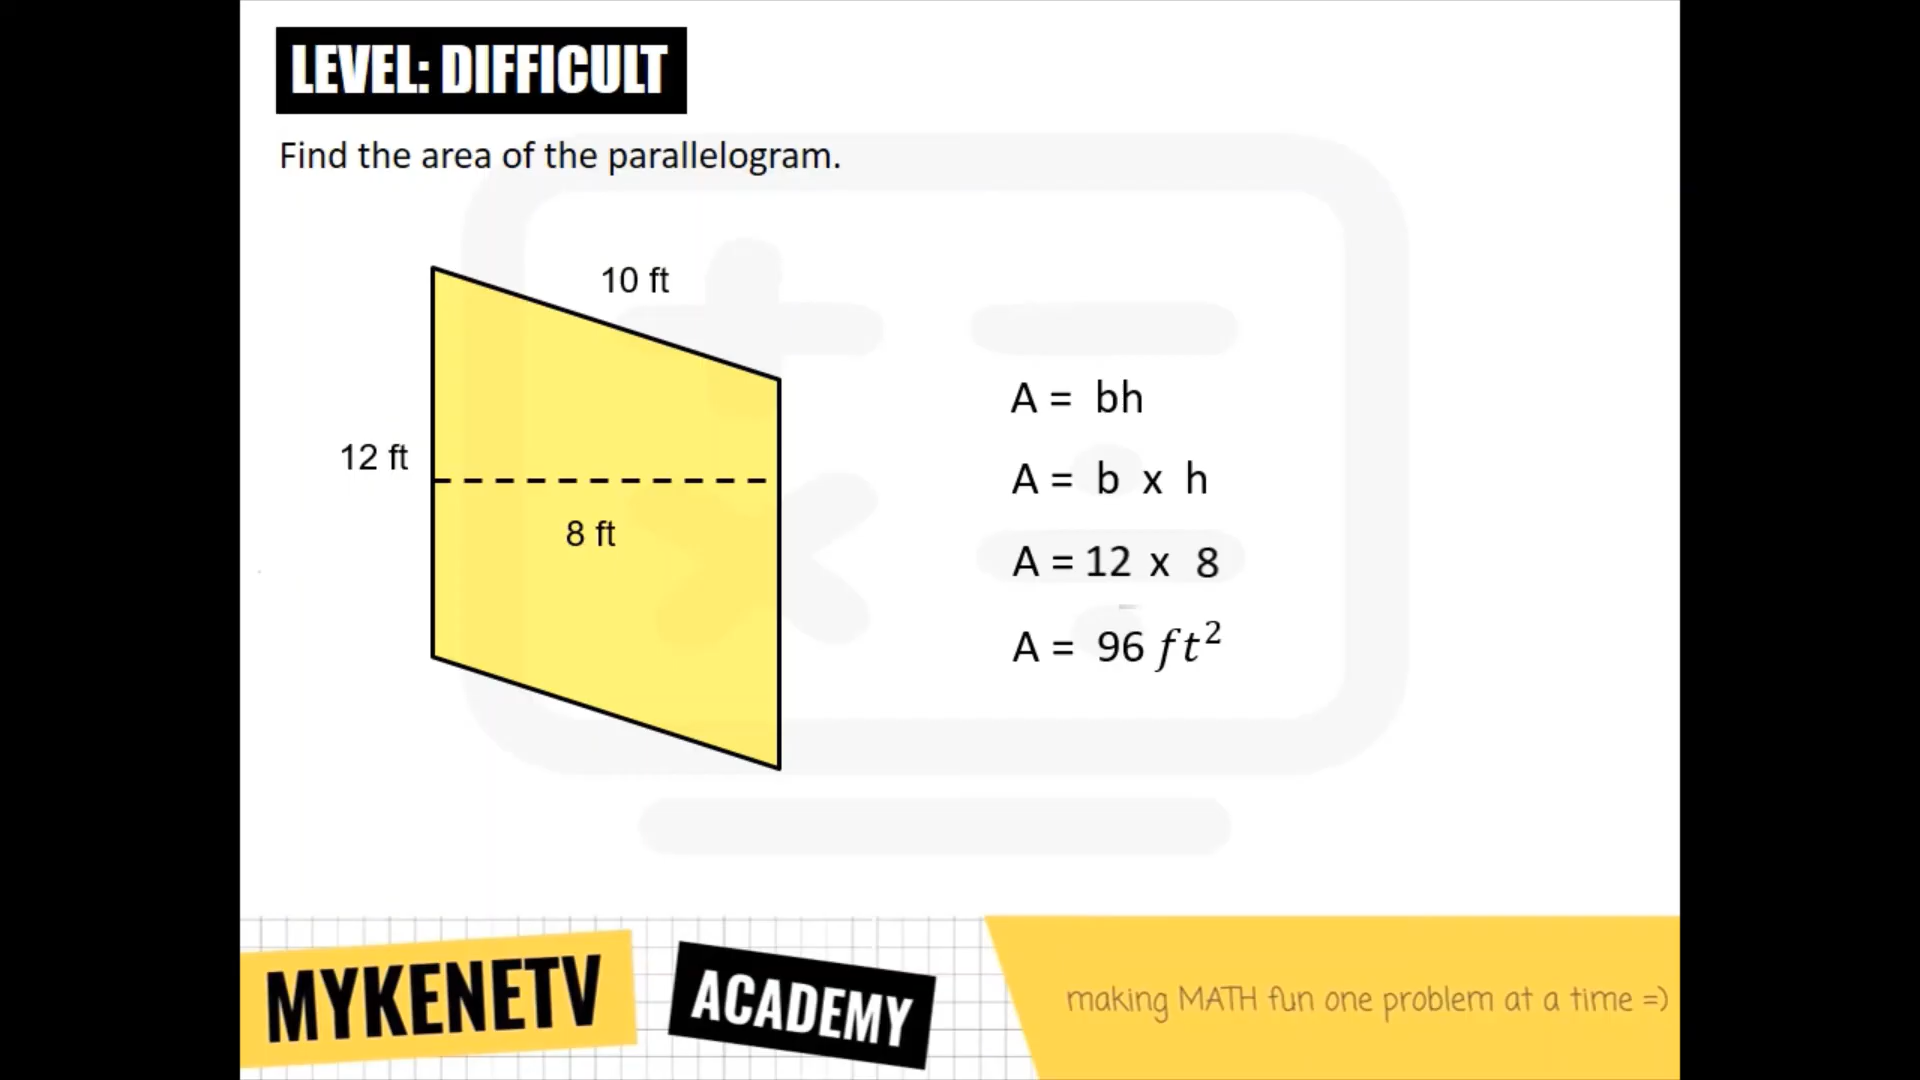 LEVEL: DIFFICULT
Find the area of the parallelogram.
10 ft
12 ft
8 ft
A = bh
A = b x h
A = 12 x 8
A = 96 ft²
MYKENETV
ACADEMY
making MATH fun one problem at a time =)